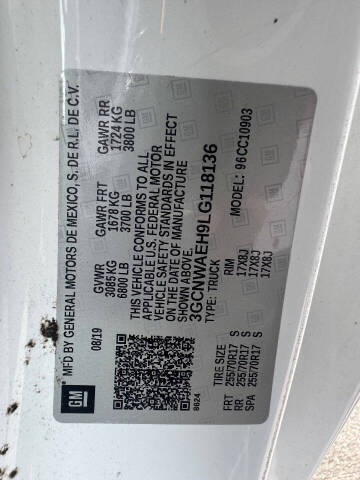 GM
MFD BY GENERAL MOTORS DE MEXICO, S. DE R.L. DE C.V.
08/19
GVWR
3085 KG
6800 LB
GAWR FRT
1678 KG
3700 LB
GAWR RR
1724 KG
3800 LB
THIS VEHICLE CONFORMS TO ALL
APPLICABLE U.S. FEDERAL MOTOR
VEHICLE SAFETY STANDARDS IN EFFECT
ON THE DATE OF MANUFACTURE
SHOWN ABOVE.
3GCNWAEH9LG118136
TYPE: TRUCK
96CC10903
8624
TIRE SIZE
RIM
FRT 255/70R17 S 17X8J
RR 255/70R17 S 17X8J
SPA 255/70R17 S 17X8J